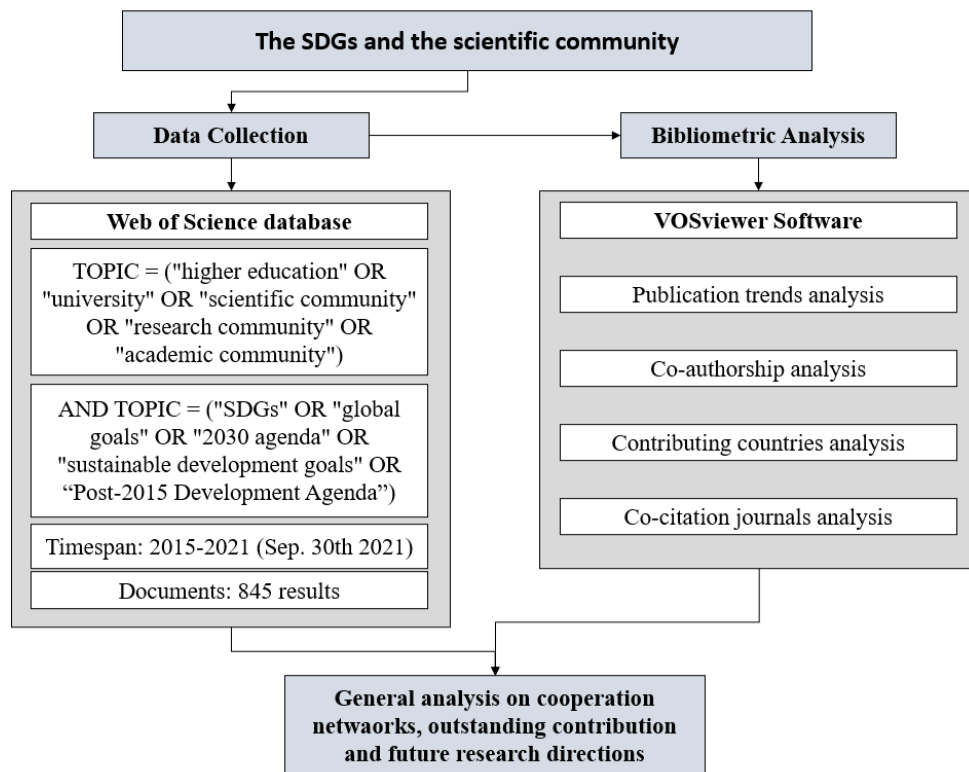 The SDGs and the scientific community
Data Collection
Bibliometric Analysis
Web of Science database
TOPIC = ("higher education" OR
"university" OR "scientific community"
OR "research community" OR
"academic community")
AND TOPIC = ("SDGs" OR "global
goals" OR "2030 agenda" OR
"sustainable development goals" OR
“Post-2015 Development Agenda”)
Timespan: 2015-2021 (Sep. 30th 2021)
Documents: 845 results
VOSviewer Software
Publication trends analysis
Co-authorship analysis
Contributing countries analysis
Co-citation journals analysis
General analysis on cooperation
netwaorks, outstanding contribution
and future research directions